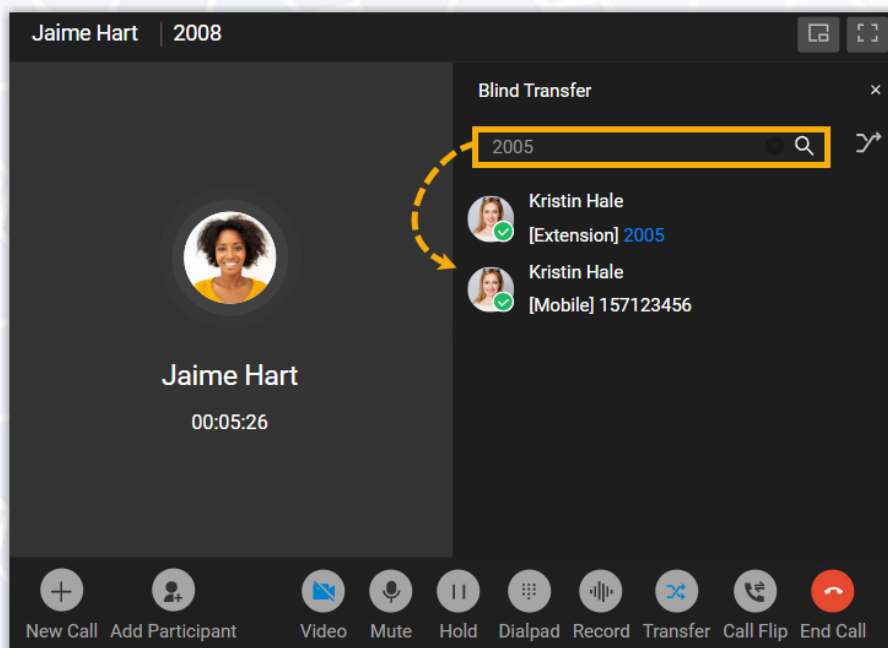 Jaime Hart 2008
Blind Transfer
2005
Kristin Hale
[Extension] 2005
Kristin Hale
[Mobile] 157123456
Jaime Hart
00:05:26
New Call Add Participant Video Mute Hold Dialpad Record Transfer Call Flip End Call